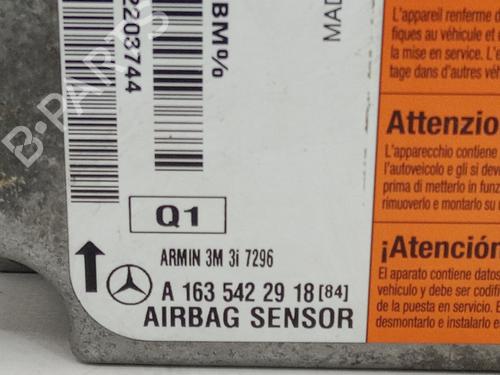 2203744
BM%
MAD
Q1
ARMIN 3M 3i 7296
A 163 542 29 18 [84]
AIRBAG SENSOR
L'appareil renferme d
fiques au véhicule et
la mise en service. L'e
tage dans d'autres véh
Attenzio
L'apparecchio contiene
l'autoveicolo e gli si dev
prima di metterlo in funz
rimuoverlo e montarlo su
¡Atención
El aparato contiene datos
vehículo y debe ser codifi
de la puesta en servicio.
desmontarlo e instalarlo e
B-PARTS